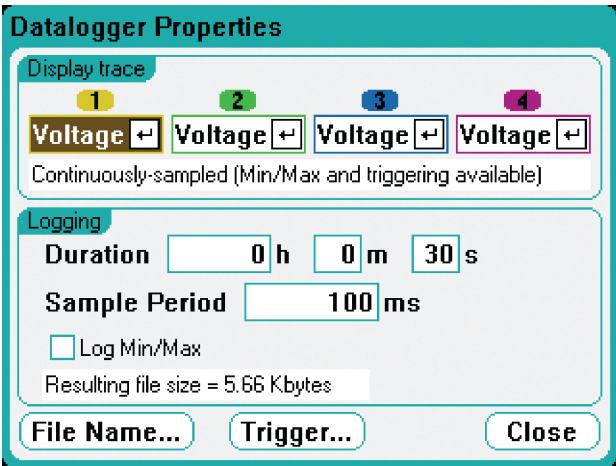 Datalogger Properties
Display trace
1 2 3 4
Voltage Voltage Voltage Voltage
Continuously-sampled (Min/Max and triggering available)
Logging
Duration 0 h 0 m 30 s
Sample Period 100 ms
Log Min/Max
Resulting file size = 5.66 Kbytes
File Name... Trigger... Close